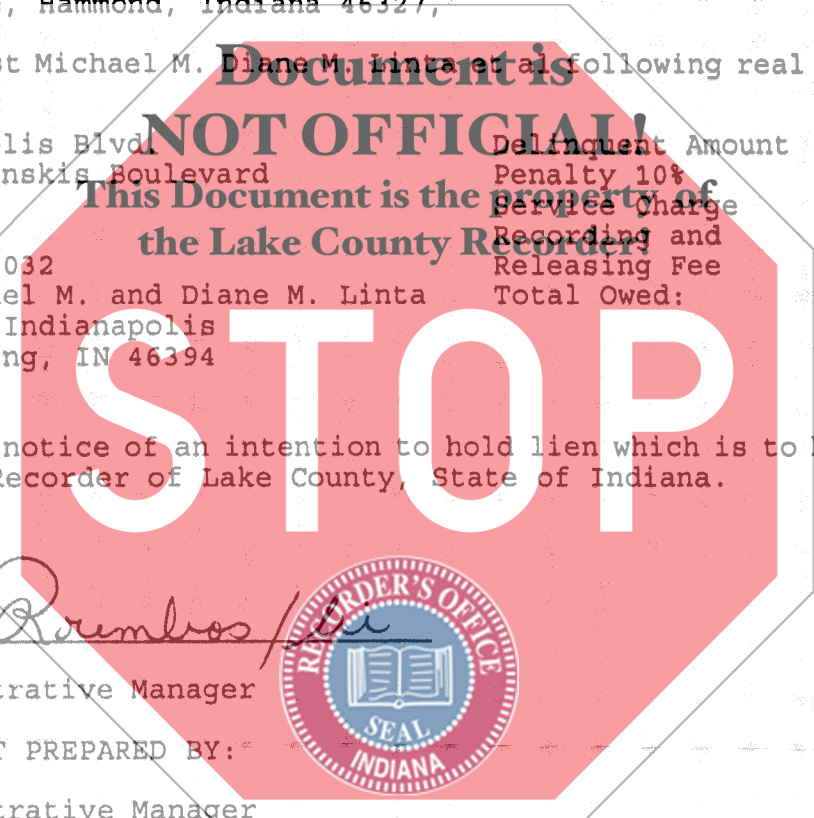 , Hammond, Indiana 46327,
Document is
st Michael M. Diane M. Linta et al following real
NOT OFFICIAL!
lis Blvd. Delinquent Amount
nskis Boulevard Penalty 10%
This Document is the property of
Service Charge
the Lake County Recorder!
Recording and
032 Releasing Fee
el M. and Diane M. Linta Total Owed:
Indianapolis
ng, IN 46394
STOP
notice of an intention to hold lien which is to
Recorder of Lake County, State of Indiana.
Roumbos
RECORDER'S OFFICE
SEAL
INDIANA
trative Manager
T PREPARED BY:
trative Manager